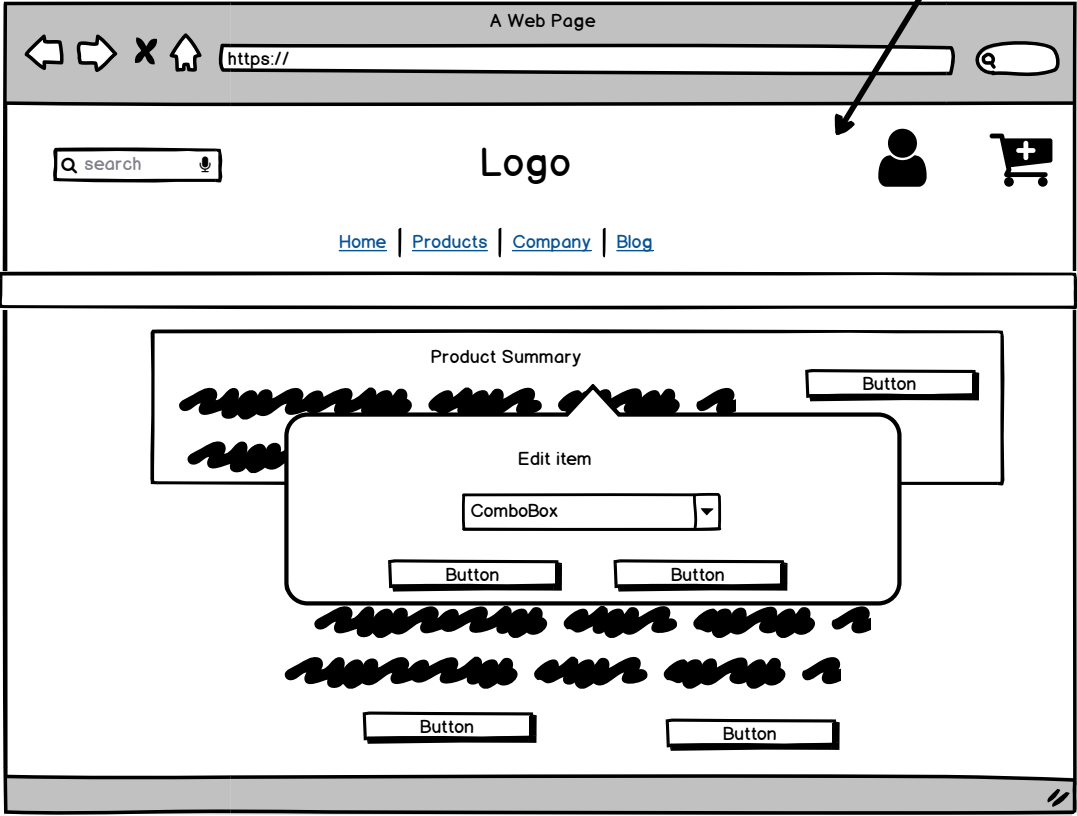 A Web Page
https://
search
Logo
Home Products Company Blog
Product Summary
Button
Edit item
ComboBox
Button Button
Button Button